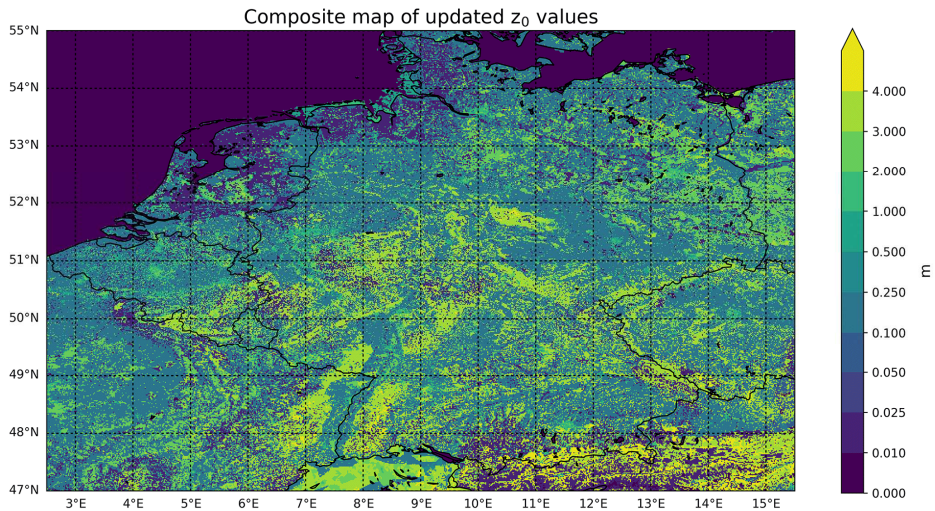 Composite map of updated z0 values
55°N
54°N
53°N
52°N
51°N
50°N
49°N
48°N
47°N
3°E 4°E 5°E 6°E 7°E 8°E 9°E 10°E 11°E 12°E 13°E 14°E 15°E
4.000
3.000
2.000
1.000
0.500
0.250
0.100
0.050
0.025
0.010
0.000
m